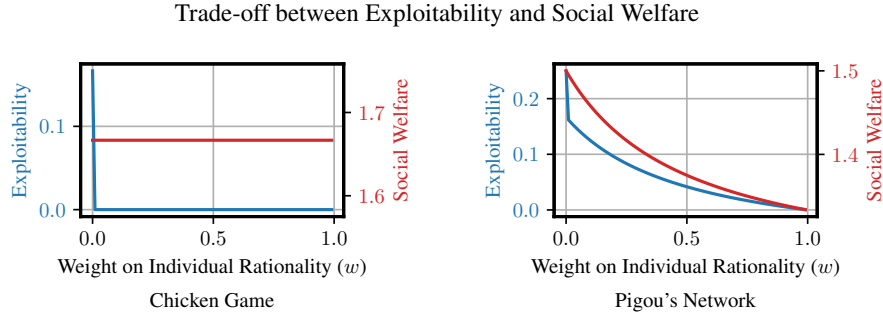 Trade-off between Exploitability and Social Welfare
Exploitability
0.1
0.0
1.7
1.6
Social Welfare
0.0 0.5 1.0
Weight on Individual Rationality (w)
Chicken Game
Exploitability
0.2
0.1
0.0
1.5
1.4
Social Welfare
0.0 0.5 1.0
Weight on Individual Rationality (w)
Pigou's Network